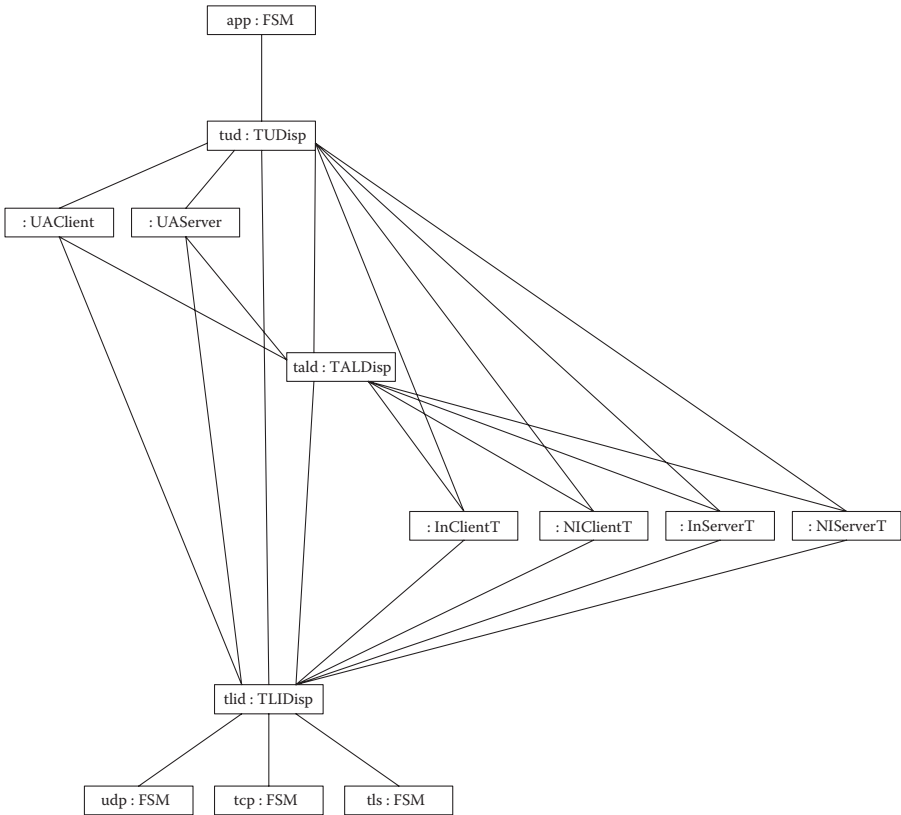 app : FSM
tud : TUDisp
: UAClient
: UAServer
tald : TALDisp
: InClientT
: NIClientT
: InServerT
: NIServerT
tlid : TLIDisp
udp : FSM
tcp : FSM
tls : FSM